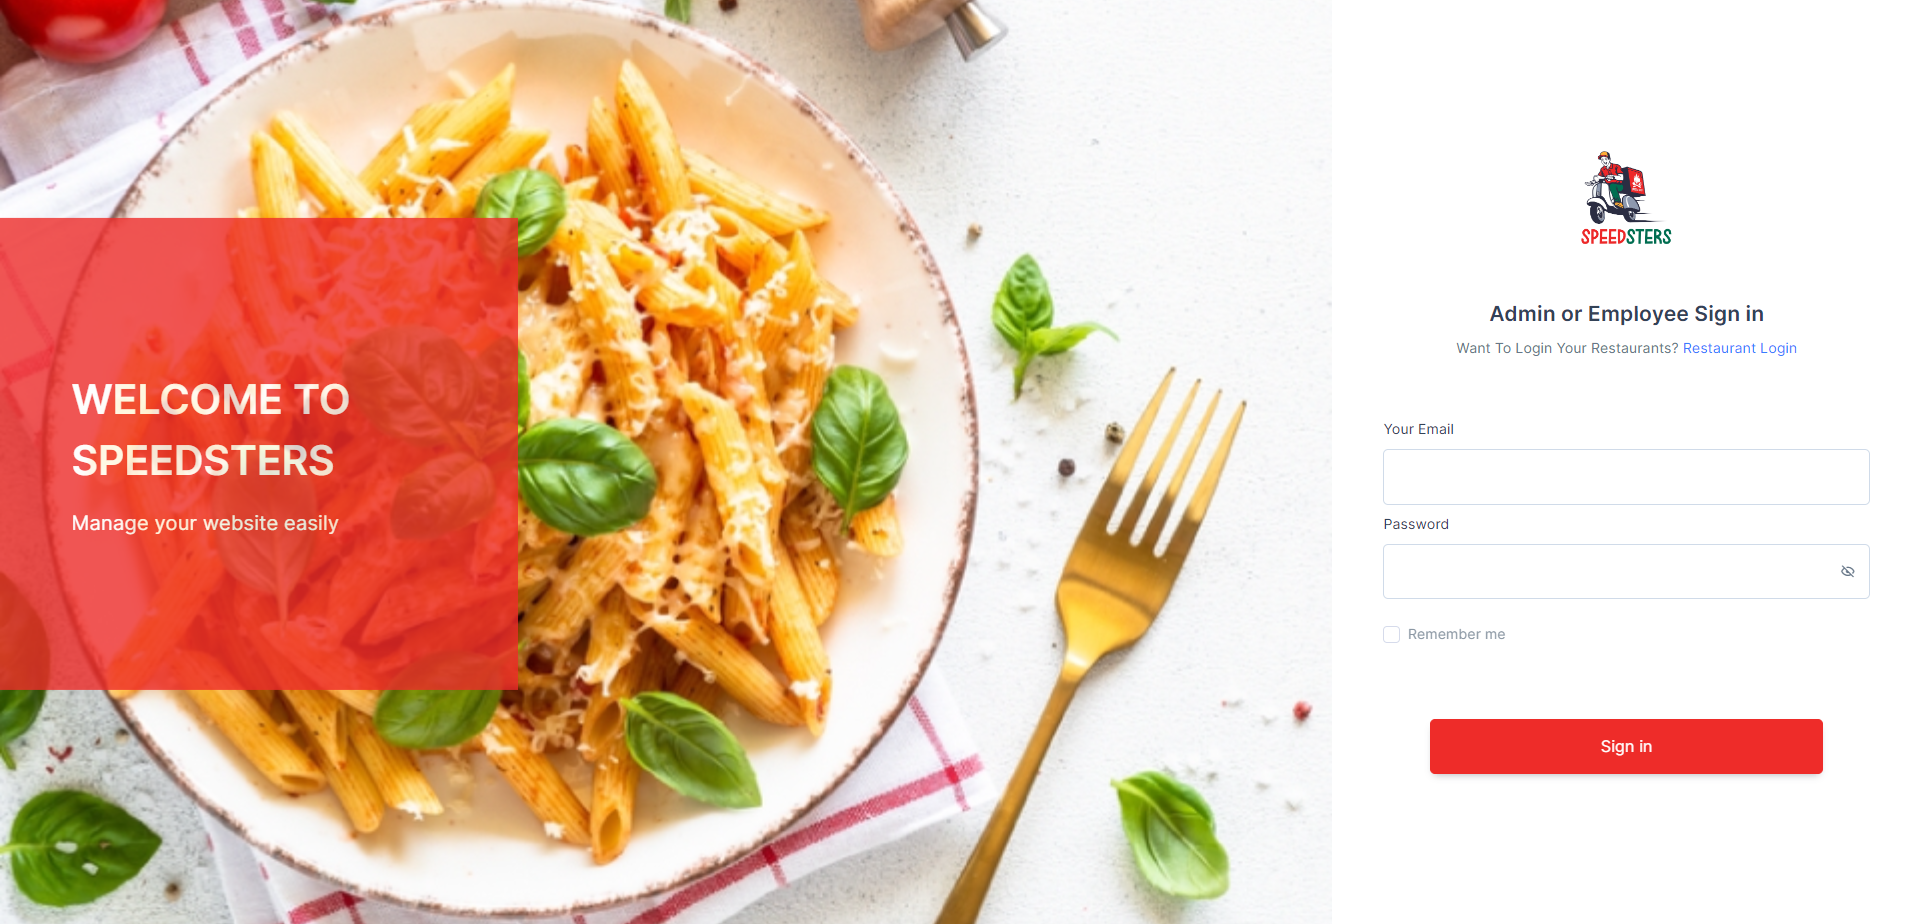 WELCOME TO
SPEEDSTERS
Manage your website easily
SPEEDSTERS
Admin or Employee Sign in
Want To Login Your Restaurants? Restaurant Login
Your Email
Password
Remember me
Sign in